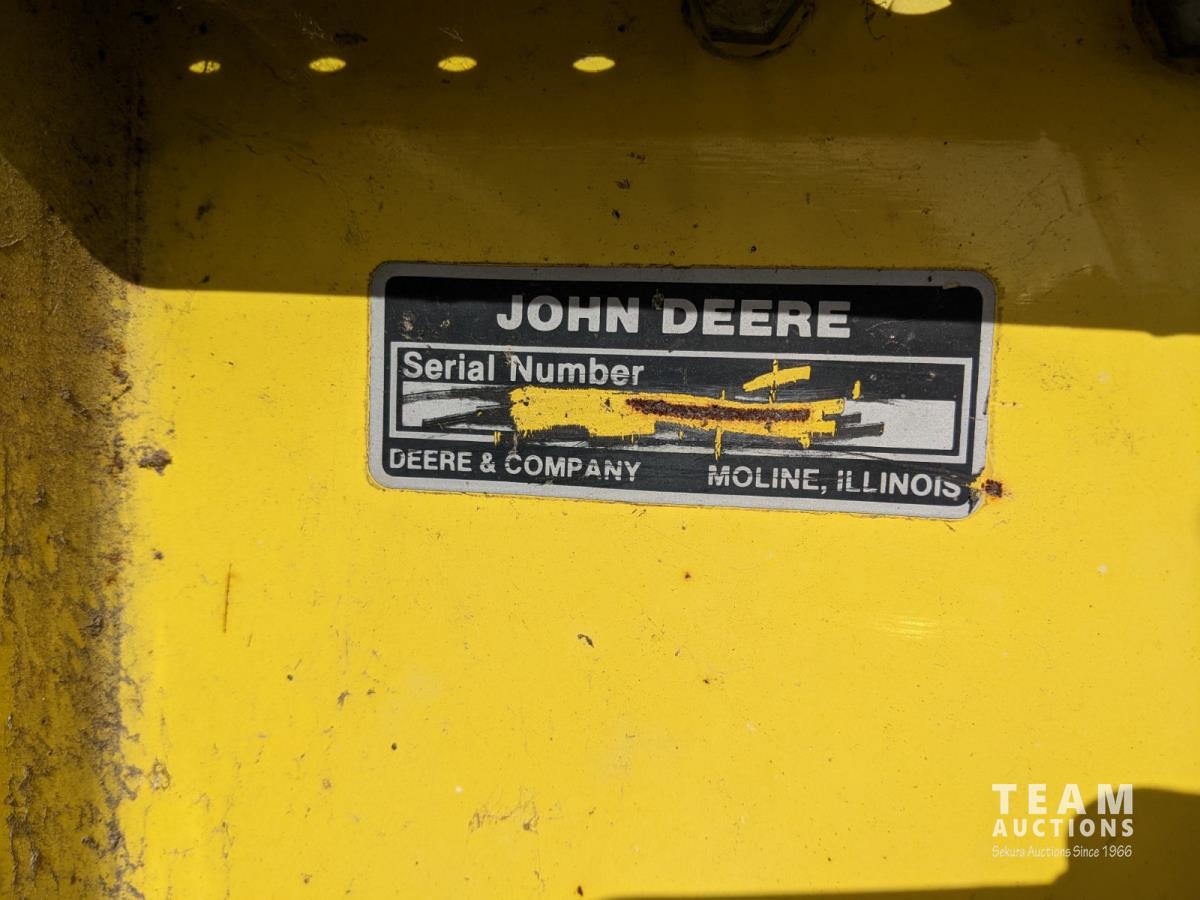 JOHN DEERE
Serial Number
DEERE & COMPANY MOLINE, ILLINOIS
TEAM
AUCTIONS
Sekura Auctions Since 1966